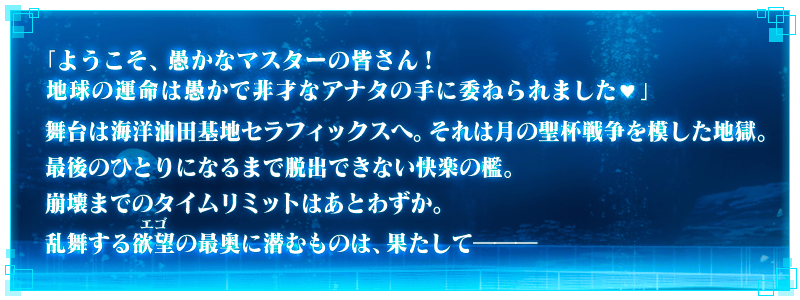 「ようこそ、愚かなマスターの皆さん！
地球の運命は愚かで非才なアナタの手に委ねられました♥」
舞台は海洋油田基地セラフィックスへ。それは月の聖杯戦争を模した地獄。
最後のひとりになるまで脱出できない快楽の檻。
崩壊までのタイムリミットはあとわずか。
エゴ
乱舞する欲望の最奥に潜むものは、果たして―――